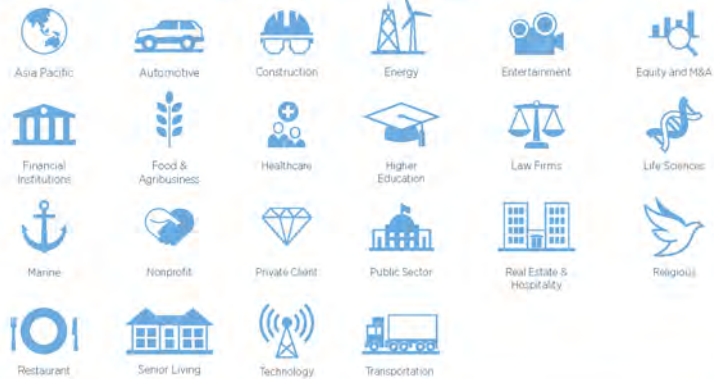 Asia Pacific
Automotive
Construction
Energy
Entertainment
Equity and M&A
Financial
Institutions
Food &
Agribusiness
Healthcare
Higher
Education
Law Firms
Life Sciences
Marine
Nonprofit
Private Client
Public Sector
Real Estate &
Hospitality
Religious
Restaurant
Senior Living
Technology
Transportation